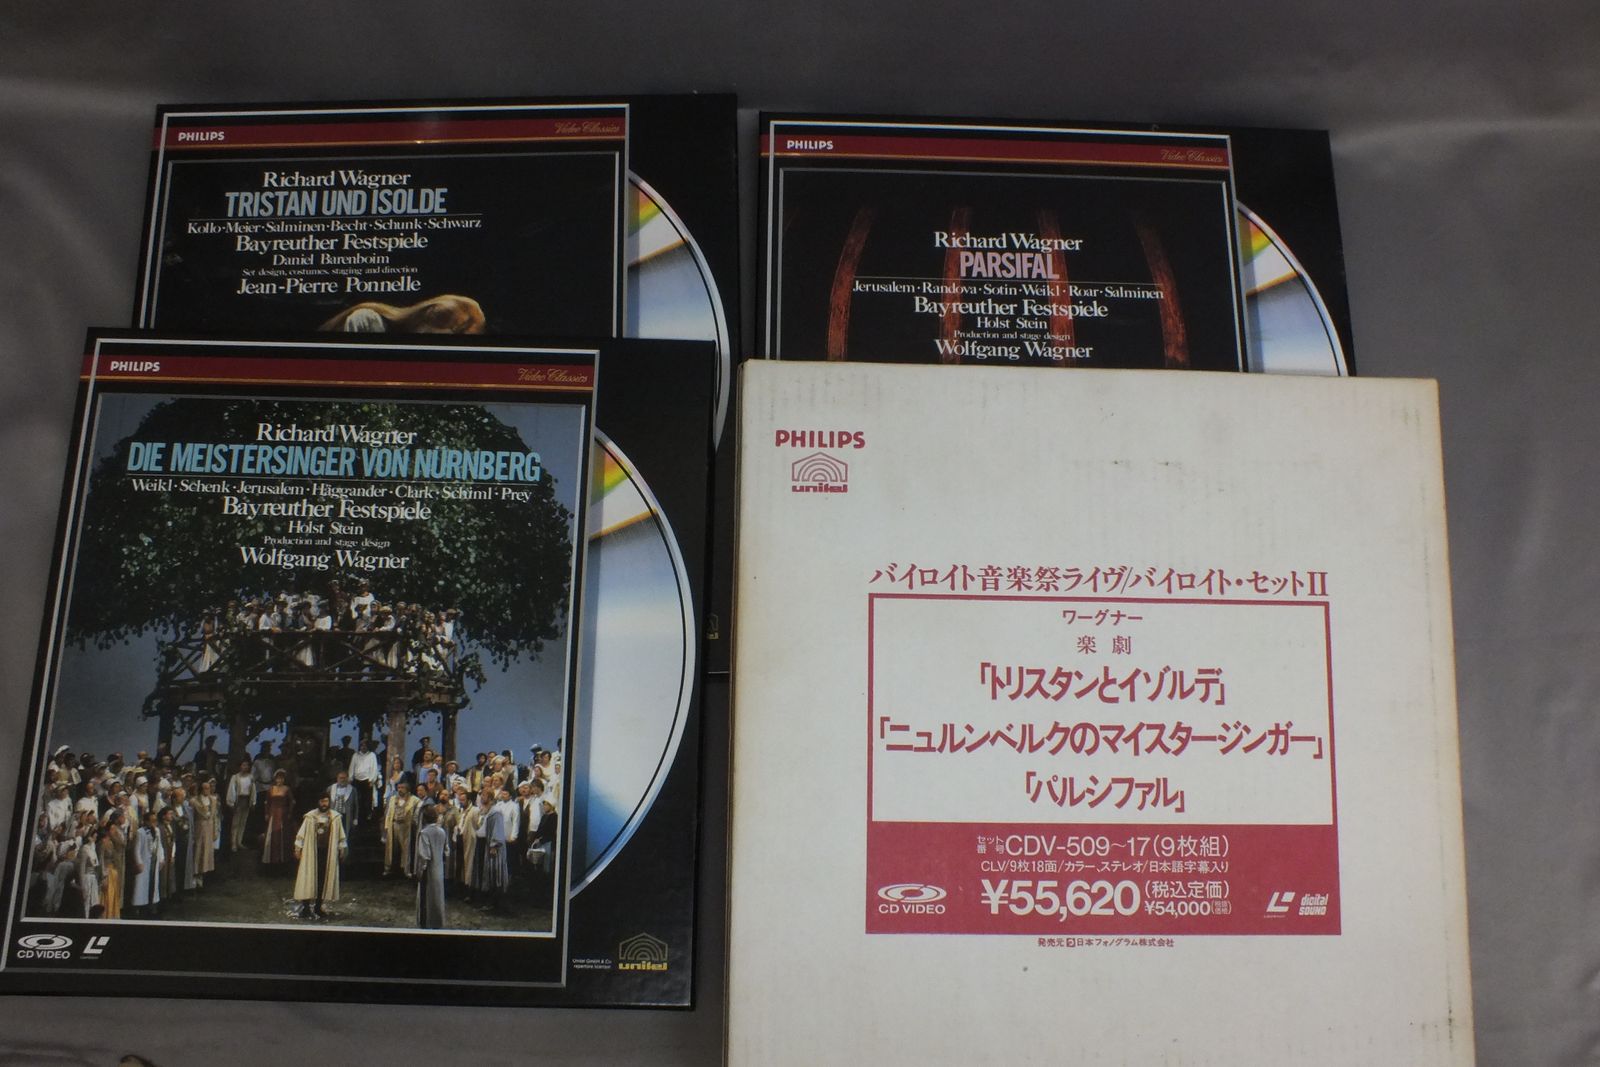 PHILIPS
Video Classics
Richard Wagner
TRISTAN UND ISOLDE
Kollo·Meier·Salminen·Becht·Schunk·Schwarz
Bayreuther Festspiele
Daniel Barenboim
Set design, costumes, staging and direction
Jean-Pierre Ponnelle
PHILIPS
Video Classics
Richard Wagner
PARSIFAL
Jerusalem·Randova·Sotin·Weikl·Roar·Salminen
Bayreuther Festspiele
Holst Stein
Production and stage design
Wolfgang Wagner
PHILIPS
Video Classics
Richard Wagner
DIE MEISTERSINGER VON NÜRNBERG
Weikl·Schenk·Jerusalem·Häggander·Clark·Schiml·Prey
Bayreuther Festspiele
Holst Stein
Production and stage design
Wolfgang Wagner
CD VIDEO
Unitel GmbH & Co
repertoire licensor
unitel
PHILIPS
unitel
バイロイト音楽祭ライヴ/バイロイト・セットII
ワーグナー
楽劇
「トリスタンとイゾルデ」
「ニュルンベルクのマイスタージンガー」
「パルシファル」
セット番号 CDV-509~17(9枚組)
CLV/9枚18面/カラー、ステレオ/日本語字幕入り
CD VIDEO
¥55,620(税込定価)
¥54,000(税抜価格)
digital
SOUND
発売元 日本フォノグラム株式会社